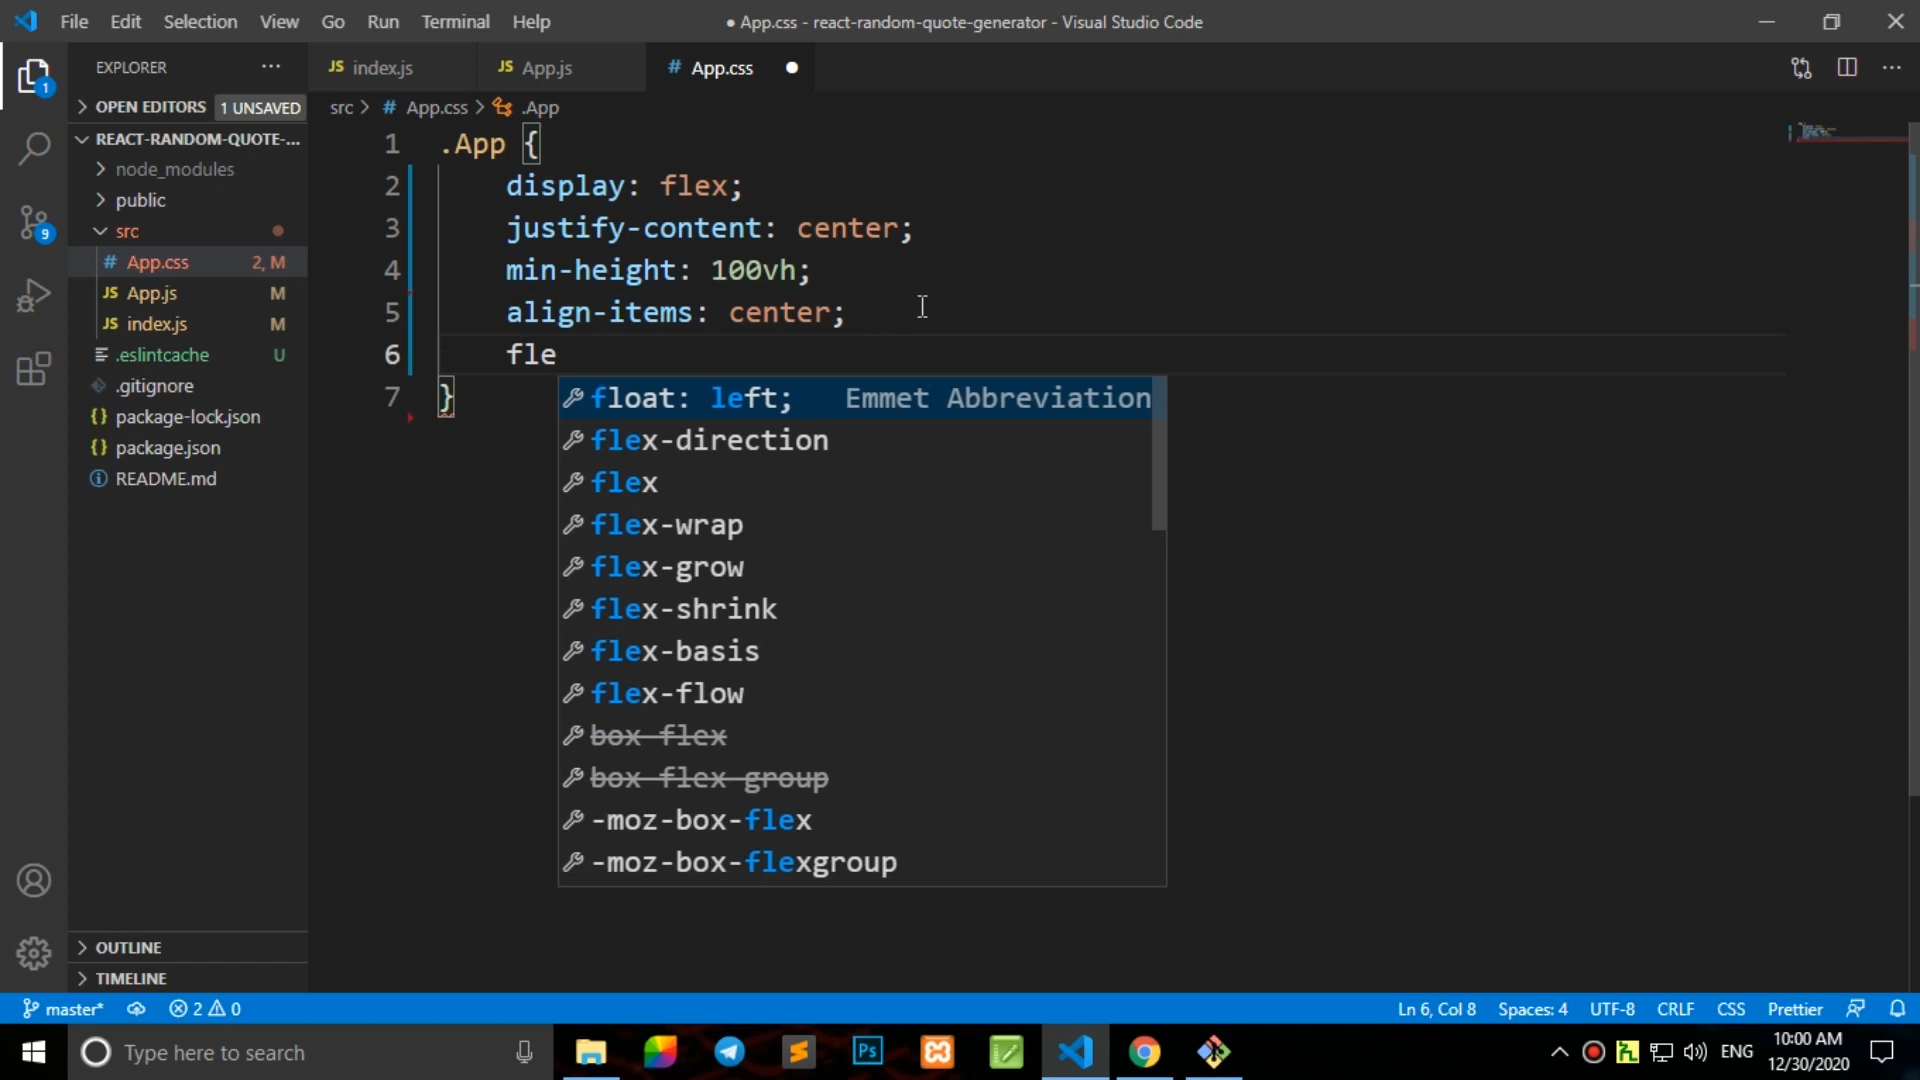 File Edit Selection View Go Run Terminal Help
● App.css - react-random-quote-generator - Visual Studio Code
EXPLORER
JS index.js
JS App.js
# App.css
OPEN EDITORS 1 UNSAVED
src > # App.css > .App
REACT-RANDOM-QUOTE-...
node_modules
public
src
# App.css 2, M
JS App.js M
JS index.js M
.eslintcache U
.gitignore
{} package-lock.json
{} package.json
README.md
OUTLINE
TIMELINE
1 .App {
2 display: flex;
3 justify-content: center;
4 min-height: 100vh;
5 align-items: center;
6 fle
7 }
float: left; Emmet Abbreviation
flex-direction
flex
flex-wrap
flex-grow
flex-shrink
flex-basis
flex-flow
box-flex
box-flex-group
-moz-box-flex
-moz-box-flexgroup
1
9
master* 2 0
Ln 6, Col 8 Spaces: 4 UTF-8 CRLF CSS Prettier
Type here to search
Ps
ENG
10:00 AM
12/30/2020